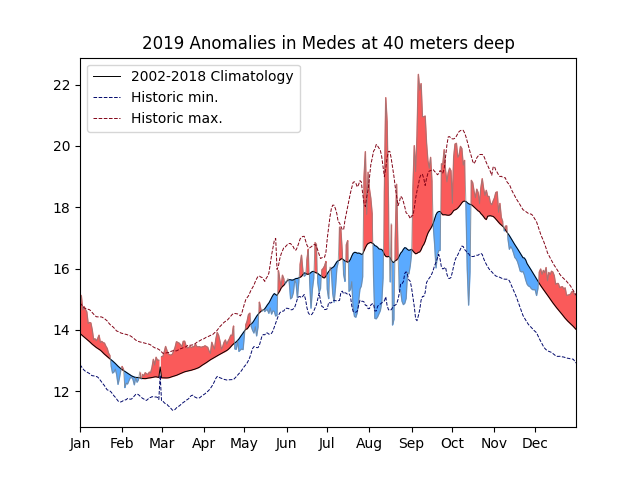 2019 Anomalies in Medes at 40 meters deep
2002-2018 Climatology
Historic min.
Historic max.
22
20
18
16
14
12
Jan Feb Mar Apr May Jun Jul Aug Sep Oct Nov Dec